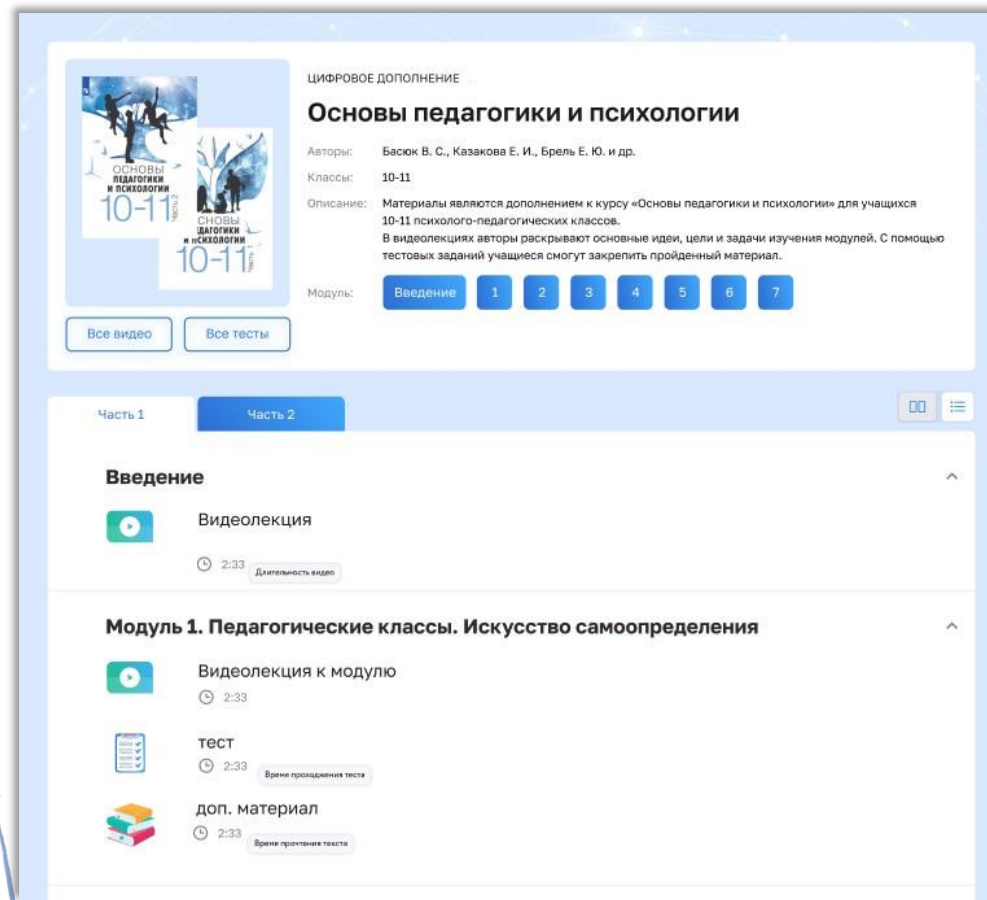 ЦИФРОВОЕ ДОПОЛНЕНИЕ
Основы педагогики и психологии
Авторы: Басюк В. С., Казакова Е. И., Брель Е. Ю. и др.
Классы: 10-11
Описание: Материалы являются дополнением к курсу «Основы педагогики и психологии» для учащихся
10-11 психолого-педагогических классов.
В видеолекциях авторы раскрывают основные идеи, цели и задачи изучения модулей. С помощью
тестовых заданий учащиеся смогут закрепить пройденный материал.
Модуль: Введение 1 2 3 4 5 6 7
ОСНОВЫ
ПЕДАГОГИКИ
И ПСИХОЛОГИИ
10-11
Часть 2
СНОВЫ
ДАГОГИКИ
И ПСИХОЛОГИИ
10-11
Часть
Все видео Все тесты
Часть 1 Часть 2
Введение
Видеолекция
2:33 Длительность видео
Модуль 1. Педагогические классы. Искусство самоопределения
Видеолекция к модулю
2:33
тест
2:33 Время прохождения теста
доп. материал
2:33 Время прочтения текста